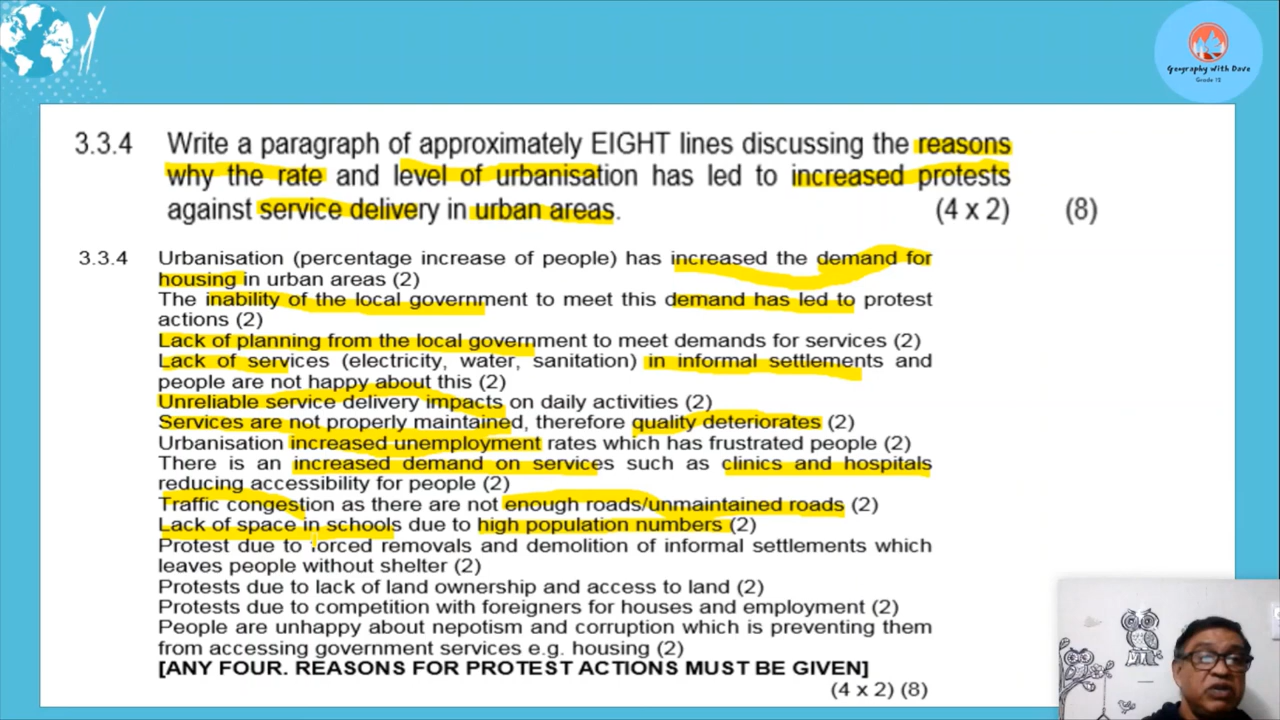 Geography With Dave
Grade 12
3.3.4 Write a paragraph of approximately EIGHT lines discussing the reasons
why the rate and level of urbanisation has led to increased protests
against service delivery in urban areas. (4 x 2) (8)
3.3.4 Urbanisation (percentage increase of people) has increased the demand for
housing in urban areas (2)
The inability of the local government to meet this demand has led to protest
actions (2)
Lack of planning from the local government to meet demands for services (2)
Lack of services (electricity, water, sanitation) in informal settlements and
people are not happy about this (2)
Unreliable service delivery impacts on daily activities (2)
Services are not properly maintained, therefore quality deteriorates (2)
Urbanisation increased unemployment rates which has frustrated people (2)
There is an increased demand on services such as clinics and hospitals
reducing accessibility for people (2)
Traffic congestion as there are not enough roads/unmaintained roads (2)
Lack of space in schools due to high population numbers (2)
Protest due to forced removals and demolition of informal settlements which
leaves people without shelter (2)
Protests due to lack of land ownership and access to land (2)
Protests due to competition with foreigners for houses and employment (2)
People are unhappy about nepotism and corruption which is preventing them
from accessing government services e.g. housing (2)
[ANY FOUR. REASONS FOR PROTEST ACTIONS MUST BE GIVEN]
(4 x 2) (8)